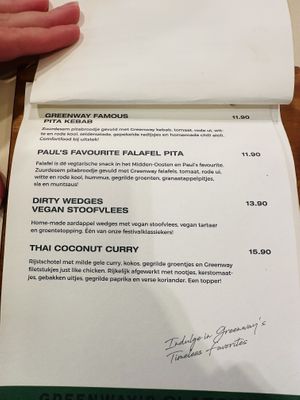 GREENWAY FAMOUS
PITA KEBAB 11.90
Zuurdesem pitabroodje gevuld met Greenway kebab, tomaat, rode ui, wit-
te en rode kool, seldersalade, gepekelde radijsjes en homemade chili aioli.
Comfortfood bij uitstek!
PAUL'S FAVOURITE FALAFEL PITA 11.90
Falafel is dé vegetarische snack in het Midden-Oosten en Paul's favourite.
Zuurdesem pitabroodje gevuld met Greenway falafels, tomaat, rode ui,
witte en rode kool, hummus, gegrilde groenten, granaatappelpitjes,
sla en muntsaus!
DIRTY WEDGES 13.90
VEGAN STOOFVLEES
Home-made aardappel wedges met vegan stoofvlees, vegan tartaar
en groentetopping. Één van onze festivalklassiekers!
THAI COCONUT CURRY 15.90
Rijstschotel met milde gele curry, kokos, gegrilde groentjes en Greenway
filetstukjes just like chicken. Rijkelijk afgewerkt met nootjes, kerstomaat-
jes, gebakken uitjes, gegrilde paprika en verse koriander. Een topper!
Indulge in Greenway's
Timeless Favorites